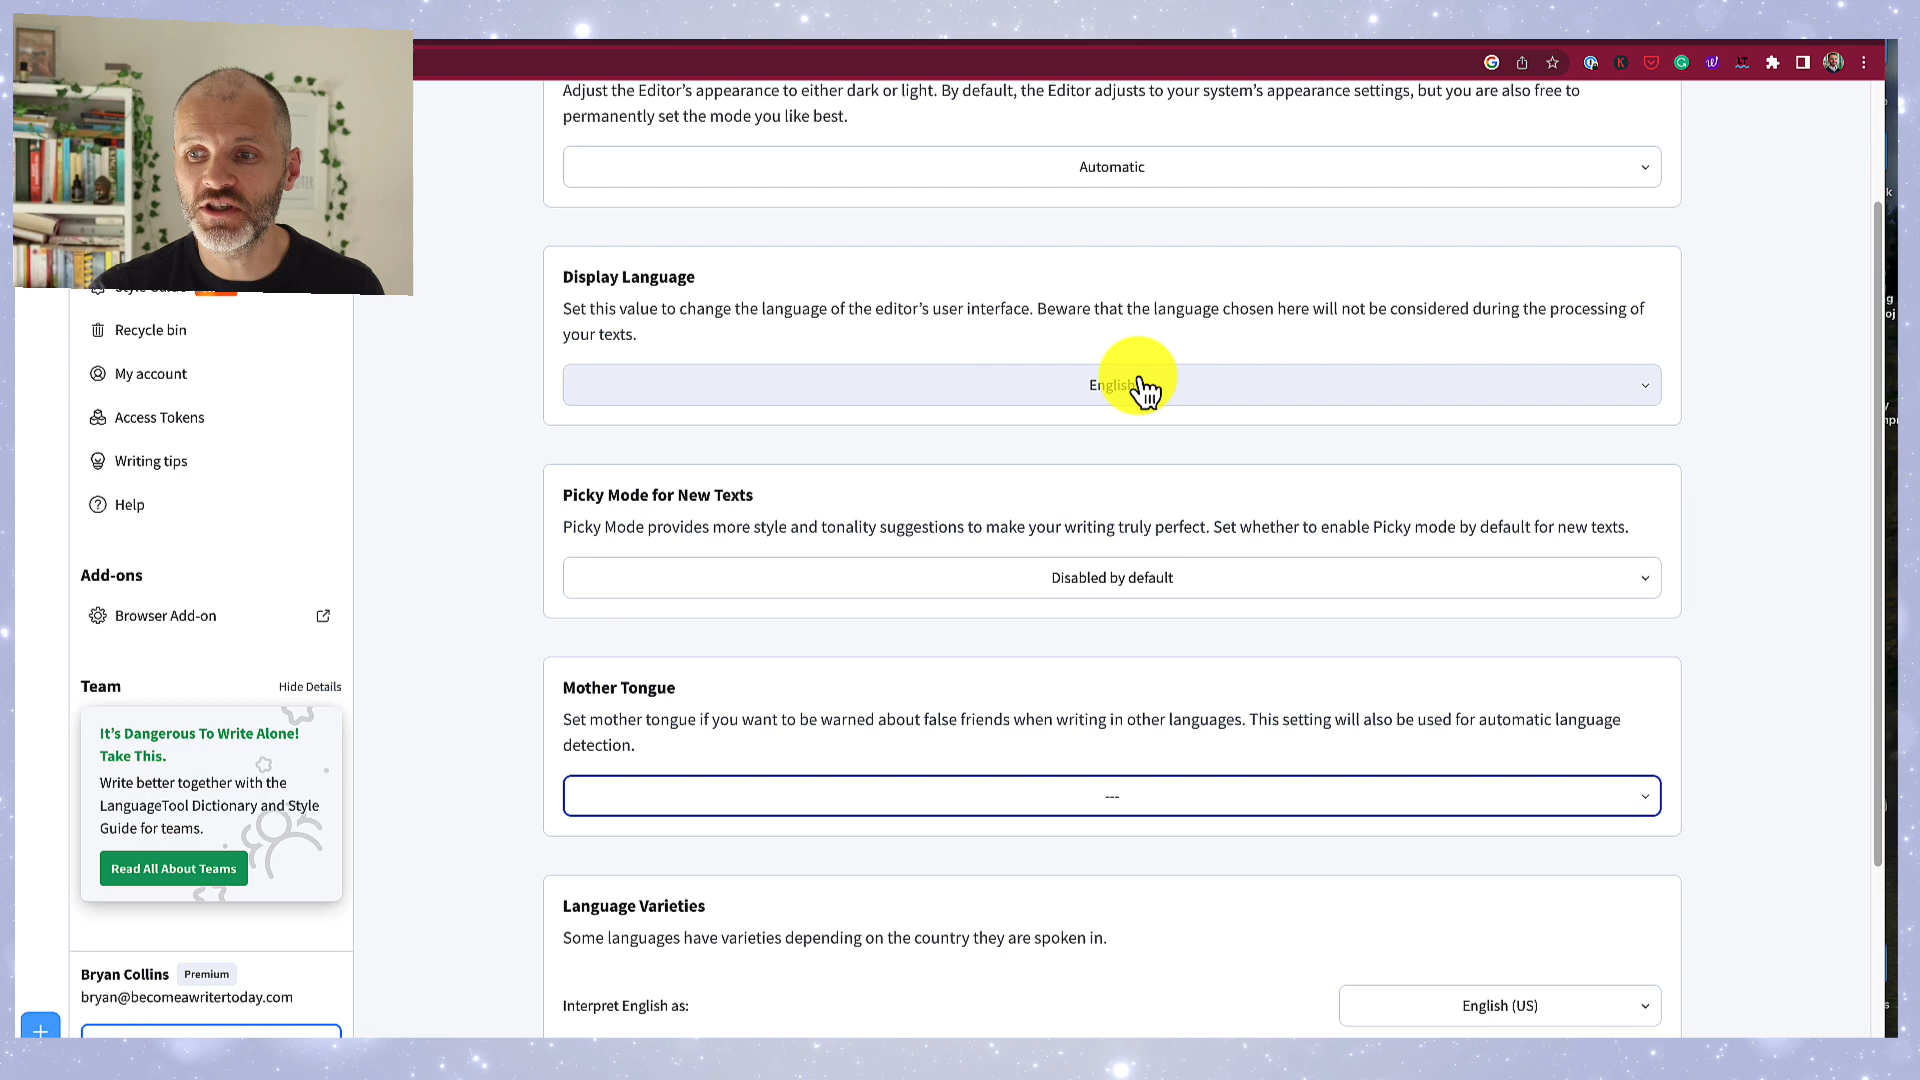 Adjust the Editor’s appearance to either dark or light. By default, the Editor adjusts to your system’s appearance settings, but you are also free to
permanently set the mode you like best.
Automatic
Display Language
Set this value to change the language of the editor’s user interface. Beware that the language chosen here will not be considered during the processing of
your texts.
English
Picky Mode for New Texts
Picky Mode provides more style and tonality suggestions to make your writing truly perfect. Set whether to enable Picky mode by default for new texts.
Disabled by default
Mother Tongue
Set mother tongue if you want to be warned about false friends when writing in other languages. This setting will also be used for automatic language
detection.
---
Language Varieties
Some languages have varieties depending on the country they are spoken in.
Interpret English as:
English (US)
Recycle bin
My account
Access Tokens
Writing tips
Help
Add-ons
Browser Add-on
Team
Hide Details
It’s Dangerous To Write Alone!
Take This.
Write better together with the
LanguageTool Dictionary and Style
Guide for teams.
Read All About Teams
Bryan Collins
Premium
bryan@becomeawritertoday.com